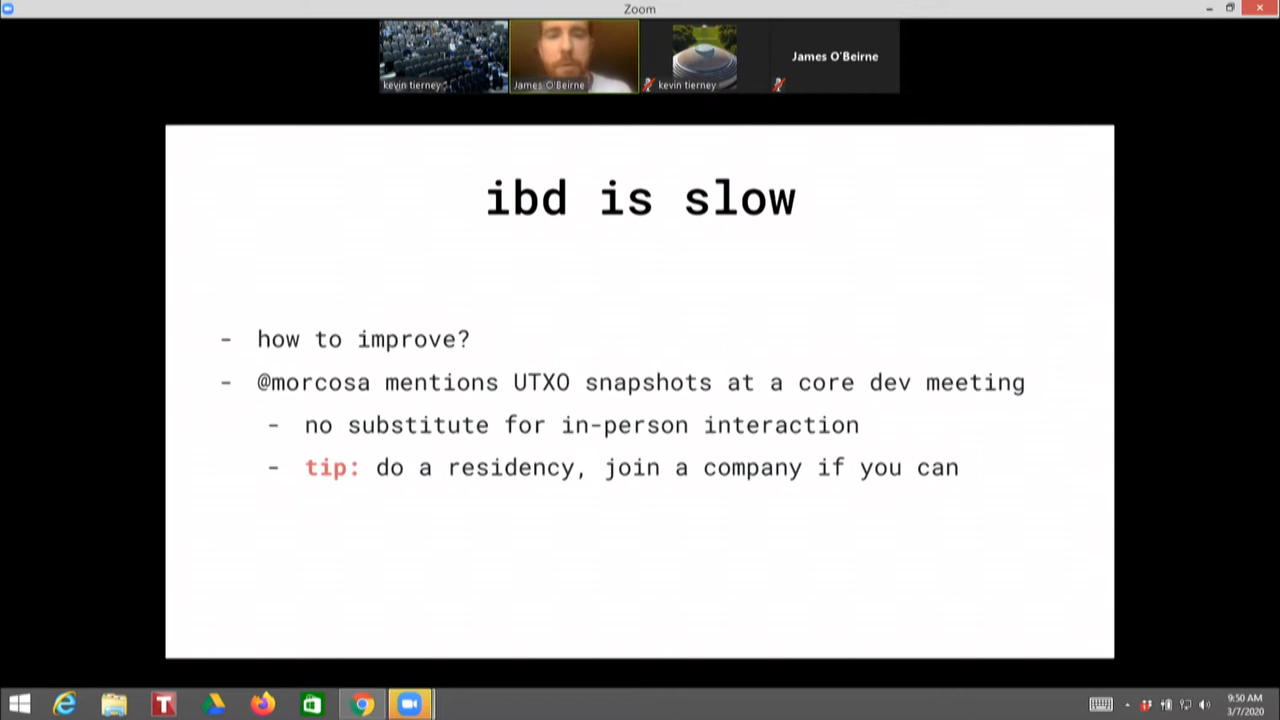 Zoom
kevin tierney
James O'Beirne
kevin tierney
James O'Beirne
ibd is slow
- how to improve?
- @morcosa mentions UTXO snapshots at a core dev meeting
- no substitute for in-person interaction
- tip: do a residency, join a company if you can
T
9:50 AM
3/7/2020